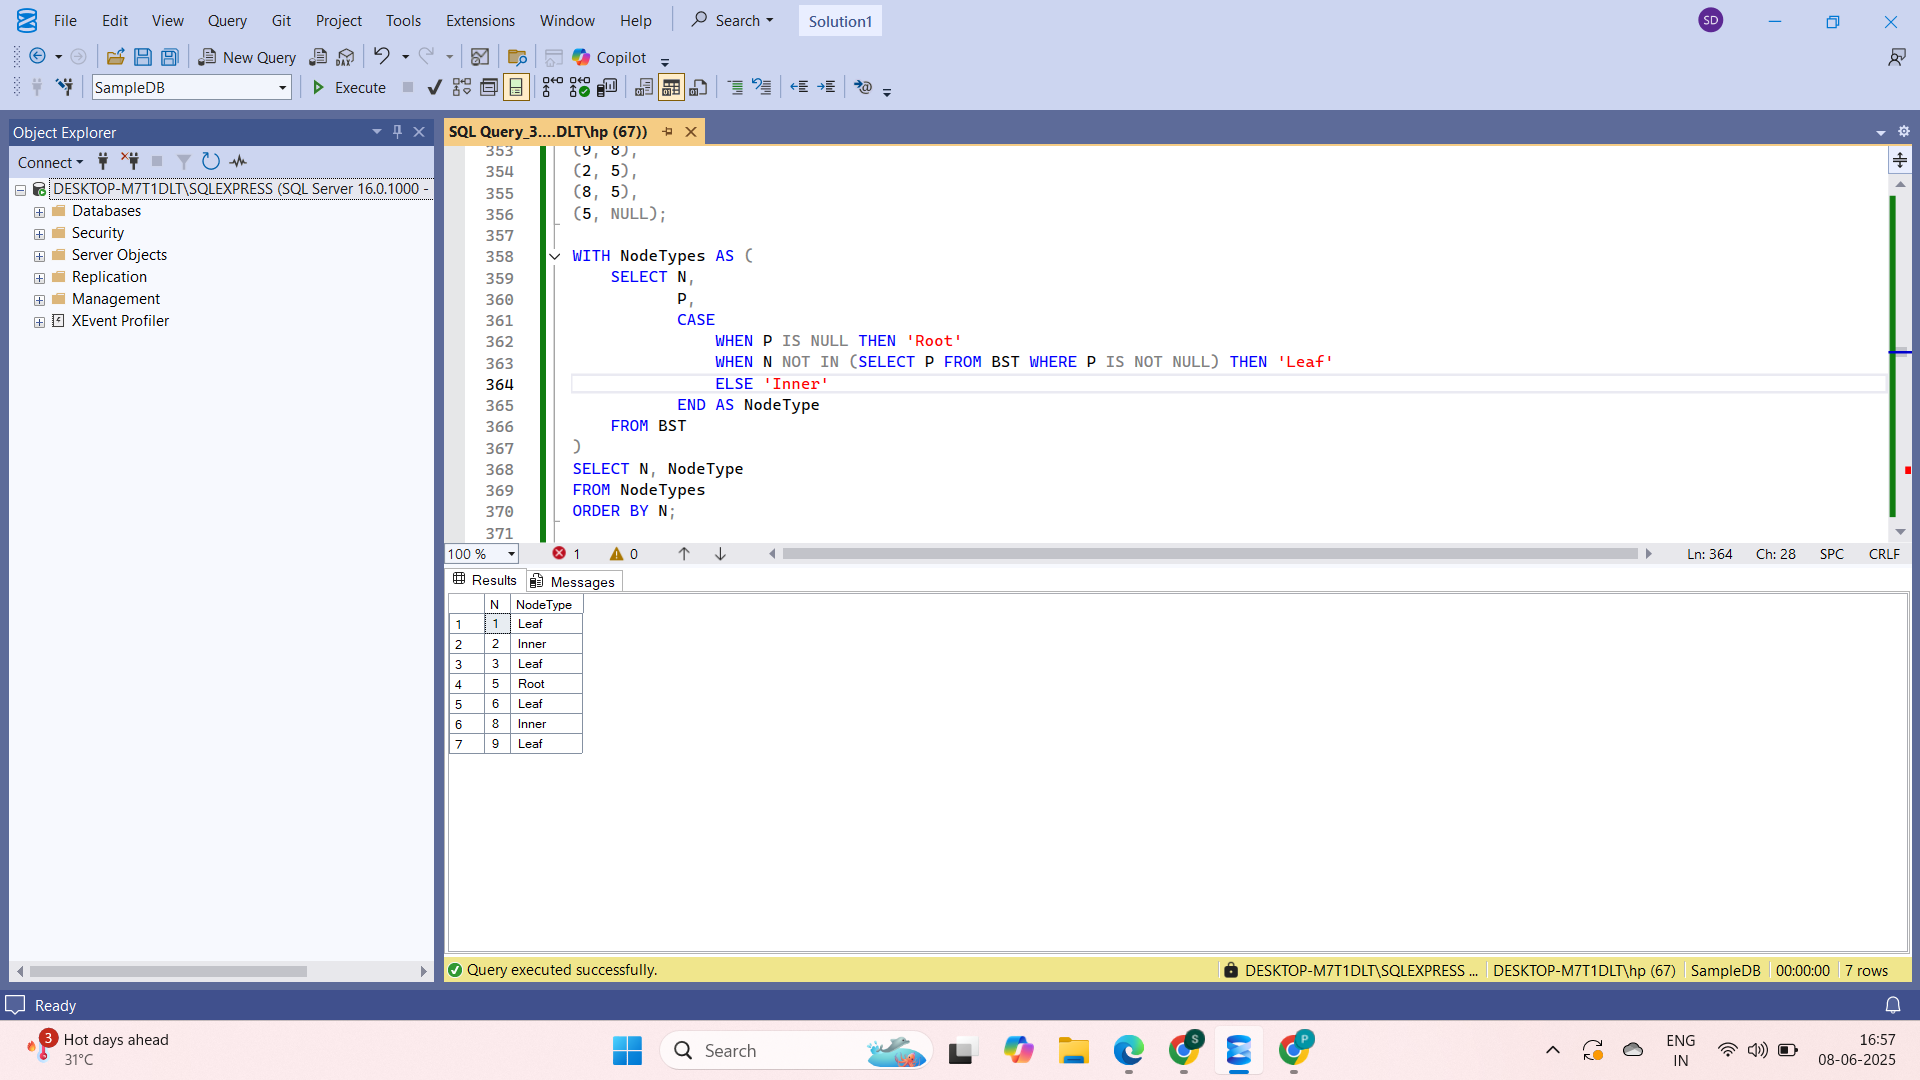 File Edit View Query Git Project Tools Extensions Window Help Search Solution1 SD
New Query DAX Copilot
SampleDB Execute
Object Explorer
Connect
DESKTOP-M7T1DLT\SQLEXPRESS (SQL Server 16.0.1000 -
Databases
Security
Server Objects
Replication
Management
XEvent Profiler
SQL Query_3....DLT\hp (67))
353 (9, 8),
354 (2, 5),
355 (8, 5),
356 (5, NULL);
357
358 WITH NodeTypes AS (
359 SELECT N,
360 P,
361 CASE
362 WHEN P IS NULL THEN 'Root'
363 WHEN N NOT IN (SELECT P FROM BST WHERE P IS NOT NULL) THEN 'Leaf'
364 ELSE 'Inner'
365 END AS NodeType
366 FROM BST
367 )
368 SELECT N, NodeType
369 FROM NodeTypes
370 ORDER BY N;
371
100 % 1 0 Ln: 364 Ch: 28 SPC CRLF
Results Messages
N NodeType
1 1 Leaf
2 2 Inner
3 3 Leaf
4 5 Root
5 6 Leaf
6 8 Inner
7 9 Leaf
Query executed successfully. DESKTOP-M7T1DLT\SQLEXPRESS ... DESKTOP-M7T1DLT\hp (67) SampleDB 00:00:00 7 rows
Ready
3 Hot days ahead
31°C
Search
S
P
ENG
IN
16:57
08-06-2025